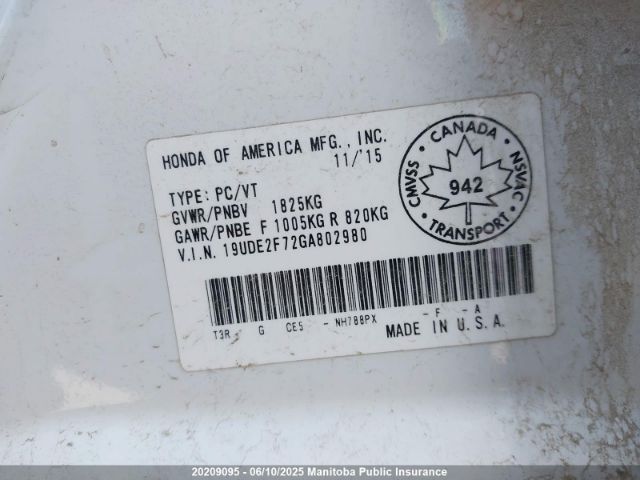 HONDA OF AMERICA MFG., INC.
11/'15
TYPE: PC/VT
GVWR/PNBV 1825KG
GAWR/PNBE F 1005KG R 820KG
V.I.N. 19UDE2F72GA802980
CANADA
CMVSS
NSVAC
942
TRANSPORT
T3R G CE5 - NH788PX - F - A
MADE IN U.S.A.
20209095 - 06/10/2025 Manitoba Public Insurance